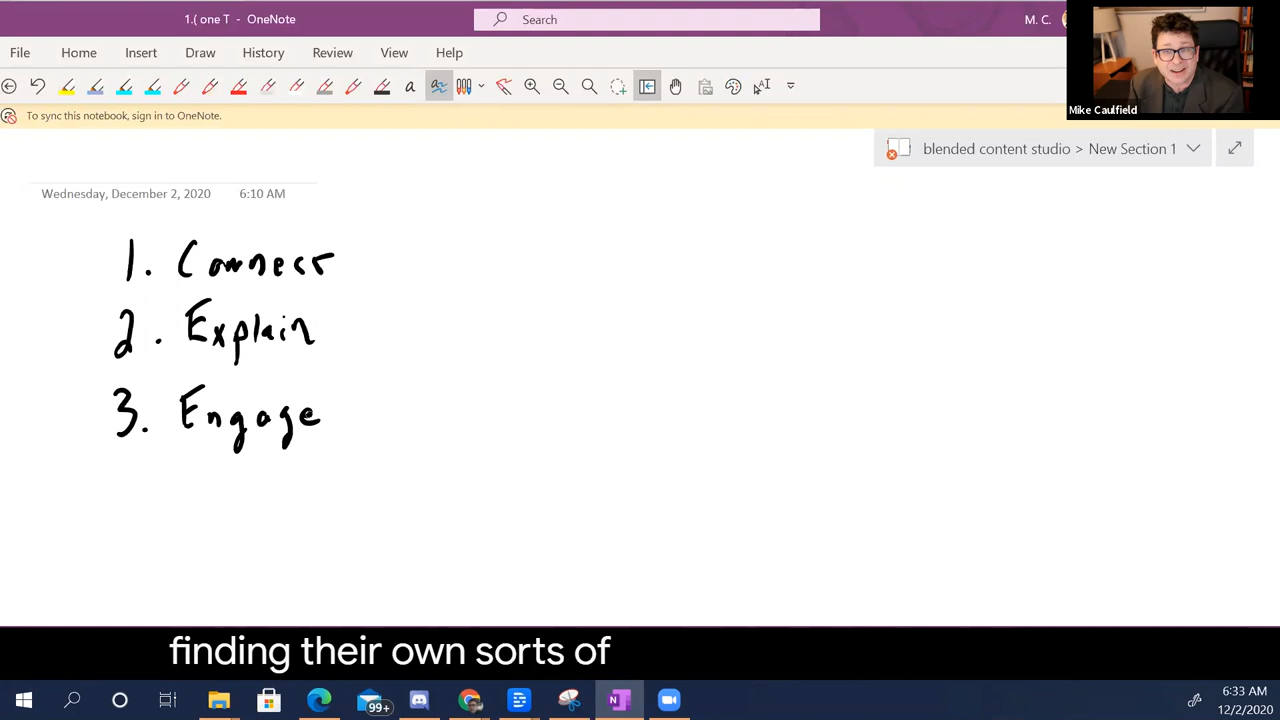 1.( one T - OneNote
Search
M. C.
File Home Insert Draw History Review View Help
Mike Caulfield
To sync this notebook, sign in to OneNote.
blended content studio > New Section 1
Wednesday, December 2, 2020 6:10 AM
1. Connect
2. Explain
3. Engage
finding their own sorts of
99+
6:33 AM
12/2/2020